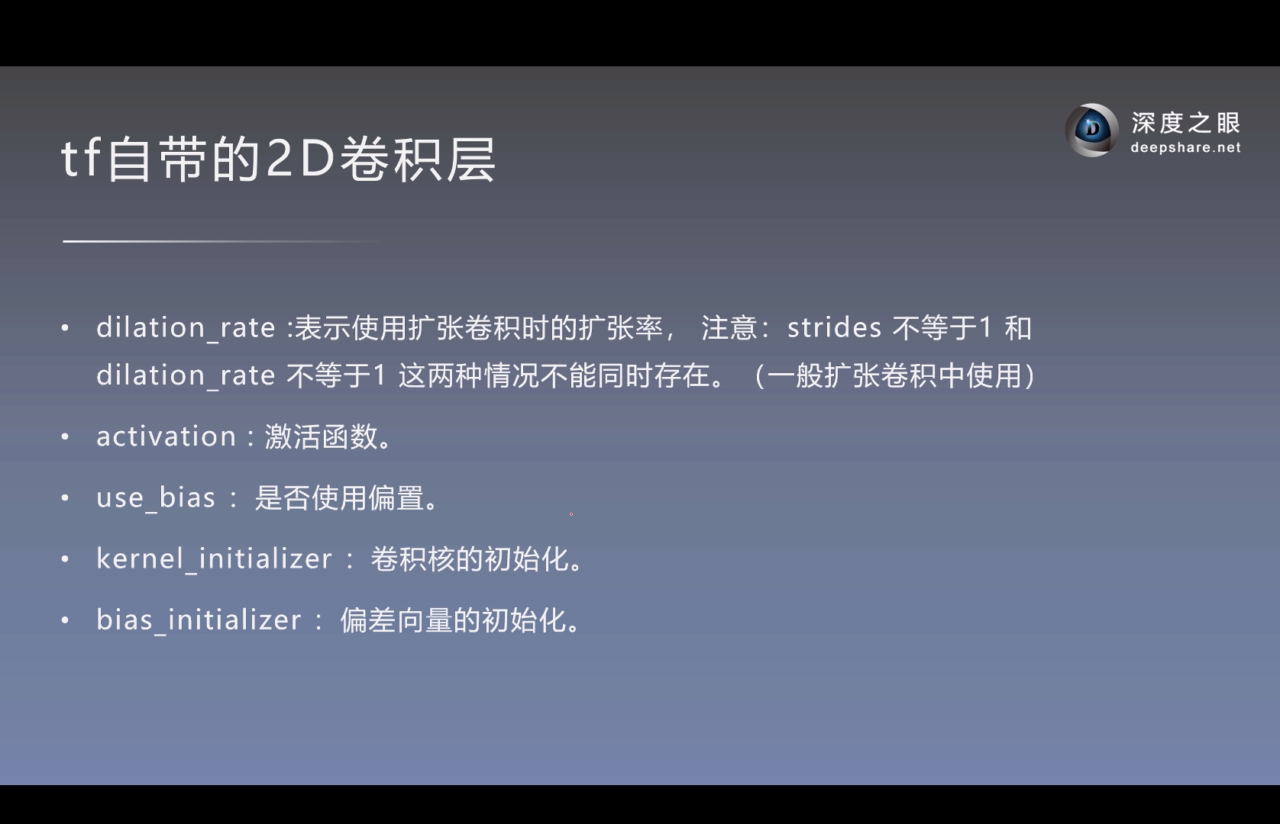 深度之眼
deepshare.net
tf自带的2D卷积层
• dilation_rate :表示使用扩张卷积时的扩张率， 注意：strides 不等于1 和
dilation_rate 不等于1 这两种情况不能同时存在。（一般扩张卷积中使用）
• activation : 激活函数。
• use_bias ： 是否使用偏置。
• kernel_initializer ： 卷积核的初始化。
• bias_initializer ： 偏差向量的初始化。